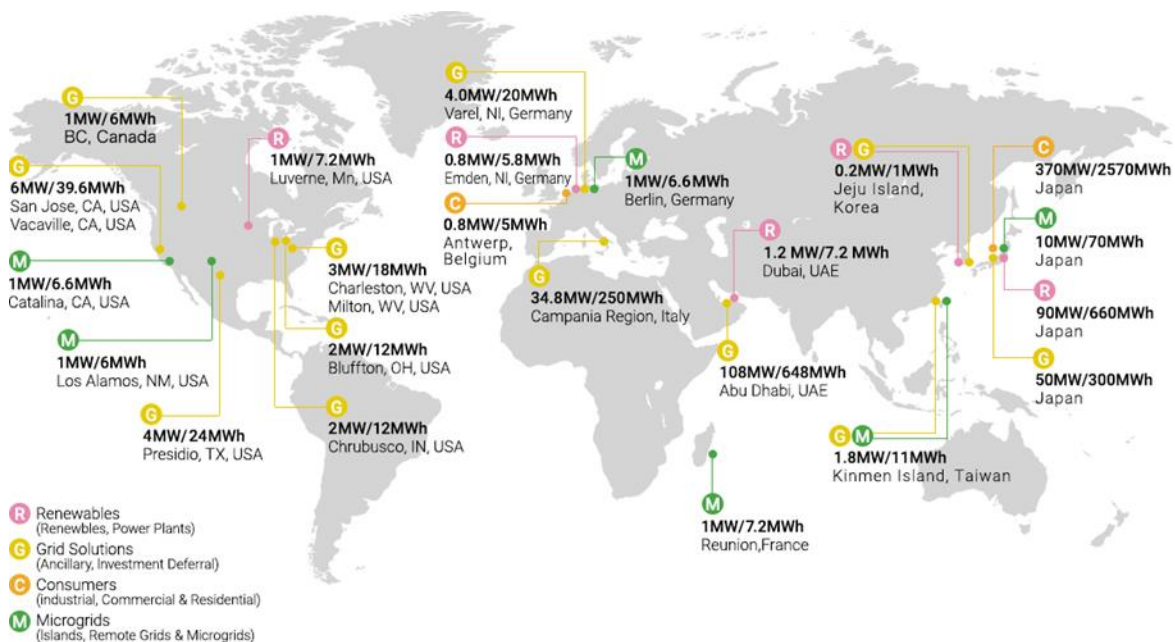 G
1MW/6MWh
BC, Canada
G
6MW/39.6MWh
San Jose, CA, USA
Vacaville, CA, USA
M
1MW/6.6MWh
Catalina, CA, USA
M
1MW/6MWh
Los Alamos, NM, USA
G
4MW/24MWh
Presidio, TX, USA
R
1MW/7.2MWh
Luverne, Mn, USA
G
3MW/18MWh
Charleston, WV, USA
Milton, WV, USA
G
2MW/12MWh
Bluffton, OH, USA
G
2MW/12MWh
Chrubusco, IN, USA
G
4.0MW/20MWh
Varel, NI, Germany
R
0.8MW/5.8MWh
Emden, NI, Germany
C
0.8MW/5MWh
Antwerp,
Belgium
M
1MW/6.6MWh
Berlin, Germany
G
34.8MW/250MWh
Campania Region, Italy
R
1.2 MW/7.2 MWh
Dubai, UAE
G
108MW/648MWh
Abu Dhabi, UAE
M
1MW/7.2MWh
Reunion,France
R G
0.2MW/1MWh
Jeju Island,
Korea
C
370MW/2570MWh
Japan
M
10MW/70MWh
Japan
R
90MW/660MWh
Japan
G
50MW/300MWh
Japan
G M
1.8MW/11MWh
Kinmen Island, Taiwan
R Renewables
(Renewbles, Power Plants)
G Grid Solutions
(Ancillary, Investment Deferral)
C Consumers
(industrial, Commercial & Residential)
M Microgrids
(Islands, Remote Grids & Microgrids)